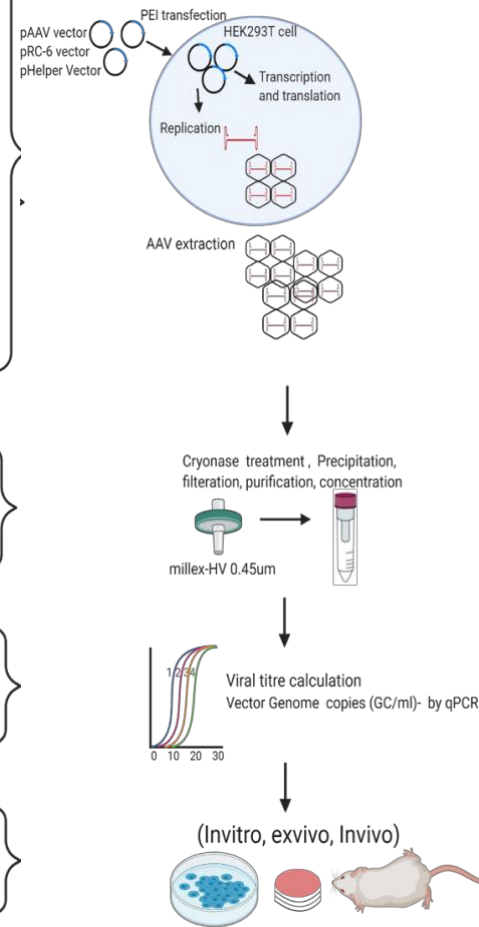 PEI transfection
pAAV vector
pRC-6 vector
pHelper Vector
HEK293T cell
Transcription
and translation
Replication
AAV extraction
Cryonase treatment , Precipitation,
filteration, purification, concentration
millex-HV 0.45um
1 2 3 4
0 10 20 30
Viral titre calculation
Vector Genome copies (GC/ml)- by qPCR
(Invitro, exvivo, Invivo)